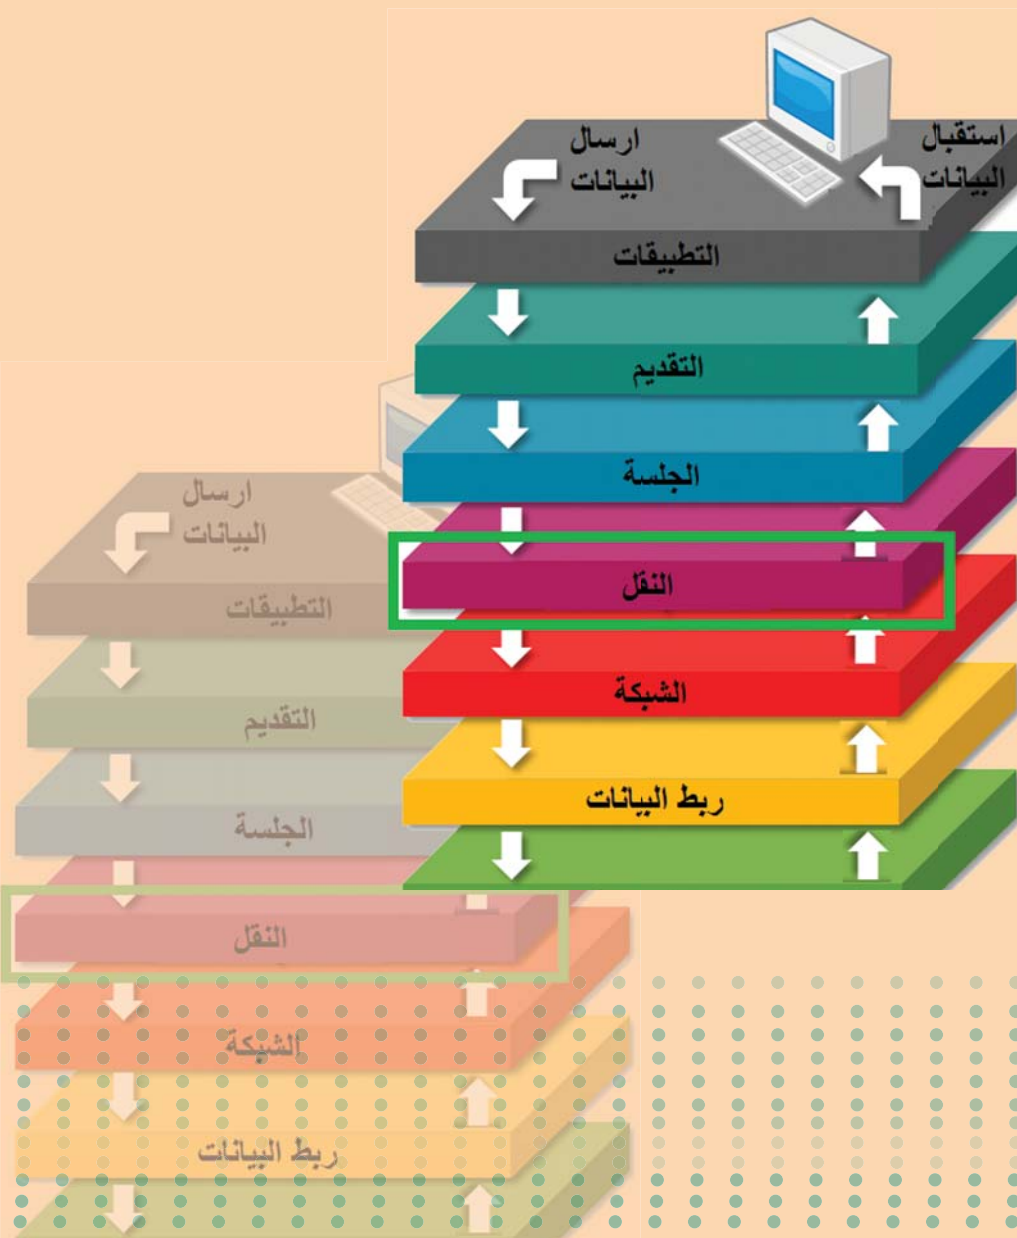 استقبال
البيانات
ارسال
البيانات
التطبيقات
التقديم
الجلسة
النقل
الشبكة
ربط البيانات
ارسال
البيانات
التطبيقات
التقديم
الجلسة
النقل
الشبكة
ربط البيانات